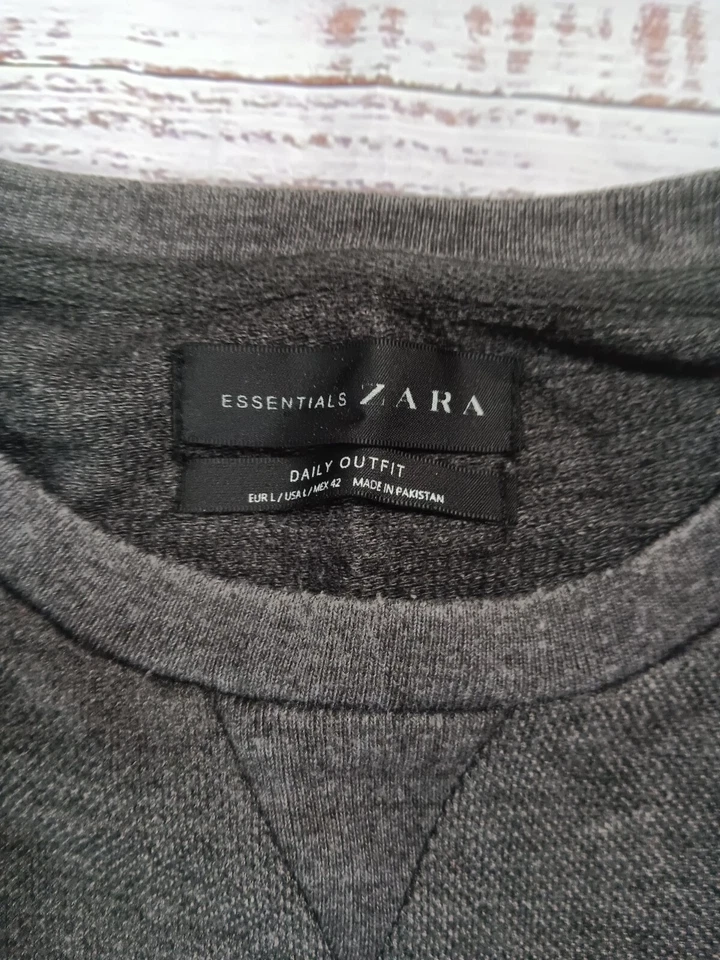 ESSENTIALS ZARA
DAILY OUTFIT
EUR L / USA L / MEX 42 MADE IN PAKISTAN